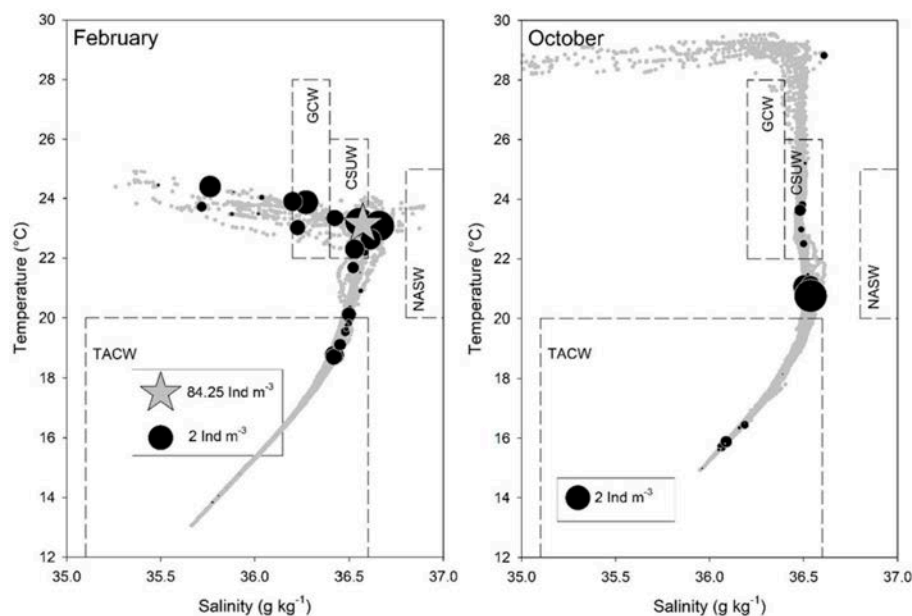 February
30
28
26
24
22
20
18
16
14
12
Temperature (°C)
GCW
CSUW
NASW
TACW
84.25 Ind m⁻³
2 Ind m⁻³
35.0 35.5 36.0 36.5 37.0
Salinity (g kg⁻¹)
October
30
28
26
24
22
20
18
16
14
12
Temperature (°C)
GCW
CSUW
NASW
TACW
2 Ind m⁻³
35.0 35.5 36.0 36.5 37.0
Salinity (g kg⁻¹)